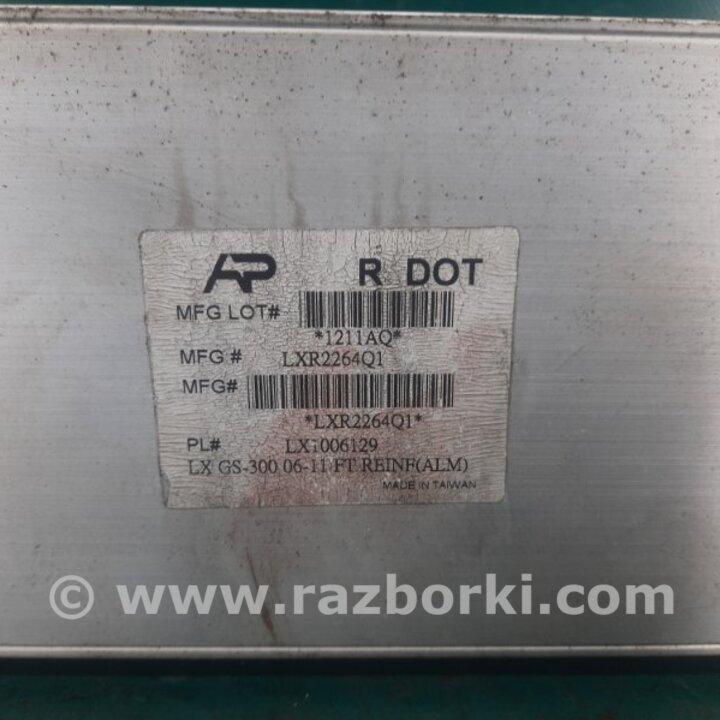 AP R DOT
MFG LOT#
*1211AQ*
MFG # LXR2264Q1
MFG#
*LXR2264Q1*
PL# LX1006129
LX GS-300 06-11 FT REINF(ALM)
MADE IN TAIWAN
© www.razborki.com